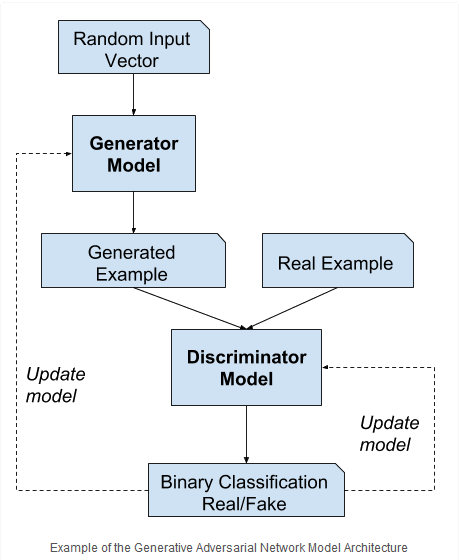 Random Input
Vector
Generator
Model
Generated
Example
Real Example
Discriminator
Model
Update
model
Update
model
Binary Classification
Real/Fake
Example of the Generative Adversarial Network Model Architecture